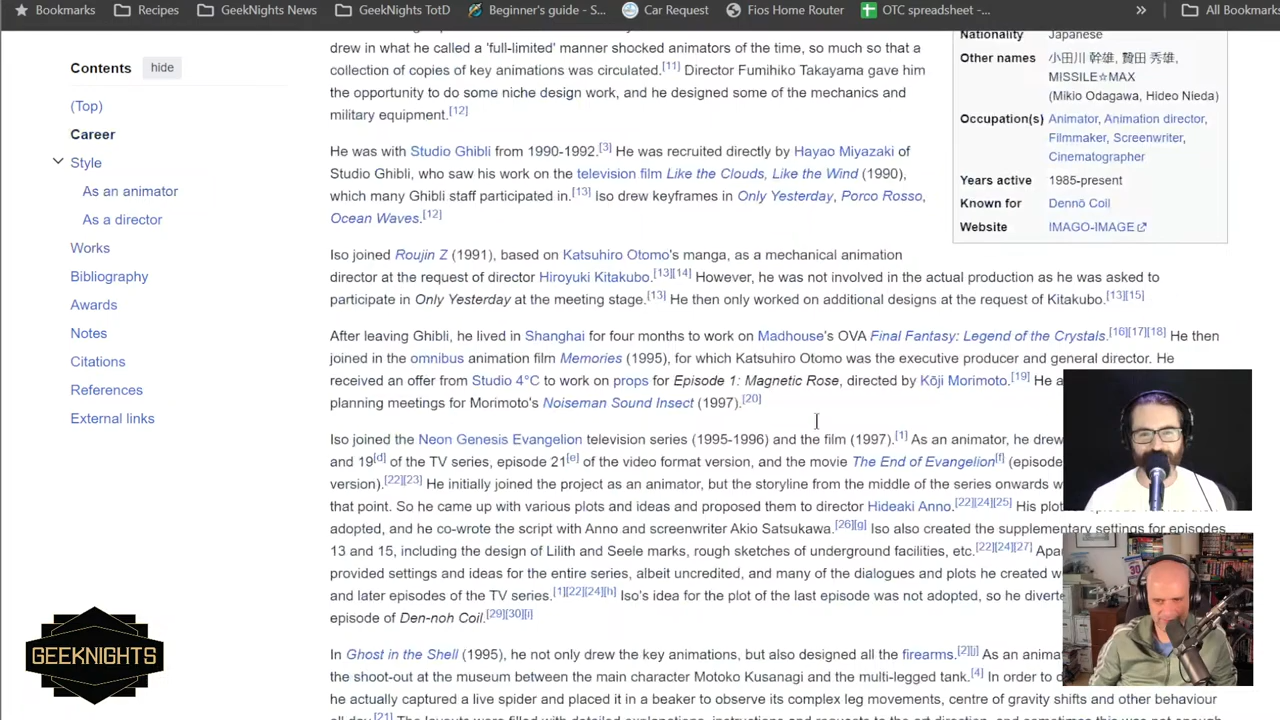 Bookmarks Recipes GeekNights News GeekNights TotD Beginner's guide - S... Car Request Fios Home Router OTC spreadsheet -... » All Bookmarks
Contents hide
(Top)
Career
Style
As an animator
As a director
Works
Bibliography
Awards
Notes
Citations
References
External links
drew in what he called a 'full-limited' manner shocked animators of the time, so much so that a
collection of copies of key animations was circulated.[11] Director Fumihiko Takayama gave him
the opportunity to do some niche design work, and he designed some of the mechanics and
military equipment.[12]
He was with Studio Ghibli from 1990-1992.[3] He was recruited directly by Hayao Miyazaki of
Studio Ghibli, who saw his work on the television film Like the Clouds, Like the Wind (1990),
which many Ghibli staff participated in.[13] Iso drew keyframes in Only Yesterday, Porco Rosso,
Ocean Waves.[12]
Iso joined Roujin Z (1991), based on Katsuhiro Otomo's manga, as a mechanical animation
director at the request of director Hiroyuki Kitakubo.[13][14] However, he was not involved in the actual production as he was asked to
participate in Only Yesterday at the meeting stage.[13] He then only worked on additional designs at the request of Kitakubo.[13][15]
After leaving Ghibli, he lived in Shanghai for four months to work on Madhouse's OVA Final Fantasy: Legend of the Crystals.[16][17][18] He then
joined in the omnibus animation film Memories (1995), for which Katsuhiro Otomo was the executive producer and general director. He
received an offer from Studio 4°C to work on props for Episode 1: Magnetic Rose, directed by Kōji Morimoto.[19] He a
planning meetings for Morimoto's Noiseman Sound Insect (1997).[20]
Iso joined the Neon Genesis Evangelion television series (1995-1996) and the film (1997).[1] As an animator, he drew
and 19[d] of the TV series, episode 21[e] of the video format version, and the movie The End of Evangelion[f] (episode
version).[22][23] He initially joined the project as an animator, but the storyline from the middle of the series onwards w
that point. So he came up with various plots and ideas and proposed them to director Hideaki Anno.[22][24][25] His plot
adopted, and he co-wrote the script with Anno and screenwriter Akio Satsukawa.[26][g] Iso also created the supplementary settings for episodes
13 and 15, including the design of Lilith and Seele marks, rough sketches of underground facilities, etc.[22][24][27] Apa
provided settings and ideas for the entire series, albeit uncredited, and many of the dialogues and plots he created w
and later episodes of the TV series.[1][22][24][h] Iso's idea for the plot of the last episode was not adopted, so he diverte
episode of Den-noh Coil.[29][30][i]
In Ghost in the Shell (1995), he not only drew the key animations, but also designed all the firearms.[2][j] As an anima
the shoot-out at the museum between the main character Motoko Kusanagi and the multi-legged tank.[4] In order to d
he actually captured a live spider and placed it in a beaker to observe its complex leg movements, centre of gravity shifts and other behaviour
all day.[21] The layouts were filled with detailed explanations, instructions and requests to the art direction, and sometimes this was not enough
Nationality Japanese
Other names 小田川 幹雄, 贄田 秀雄,
MISSILE☆MAX
(Mikio Odagawa, Hideo Nieda)
Occupation(s) Animator, Animation director,
Filmmaker, Screenwriter,
Cinematographer
Years active 1985-present
Known for Dennō Coil
Website IMAGO-IMAGE
GEEKNIGHTS